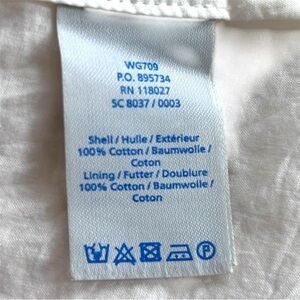 WG709
P.O. 895734
RN 118027
SC 8037 / 0003
Shell / Hulle / Extérieur
100% Cotton / Baumwolle /
Coton
Lining / Futter / Doublure
100% Cotton / Baumwolle /
Coton
P